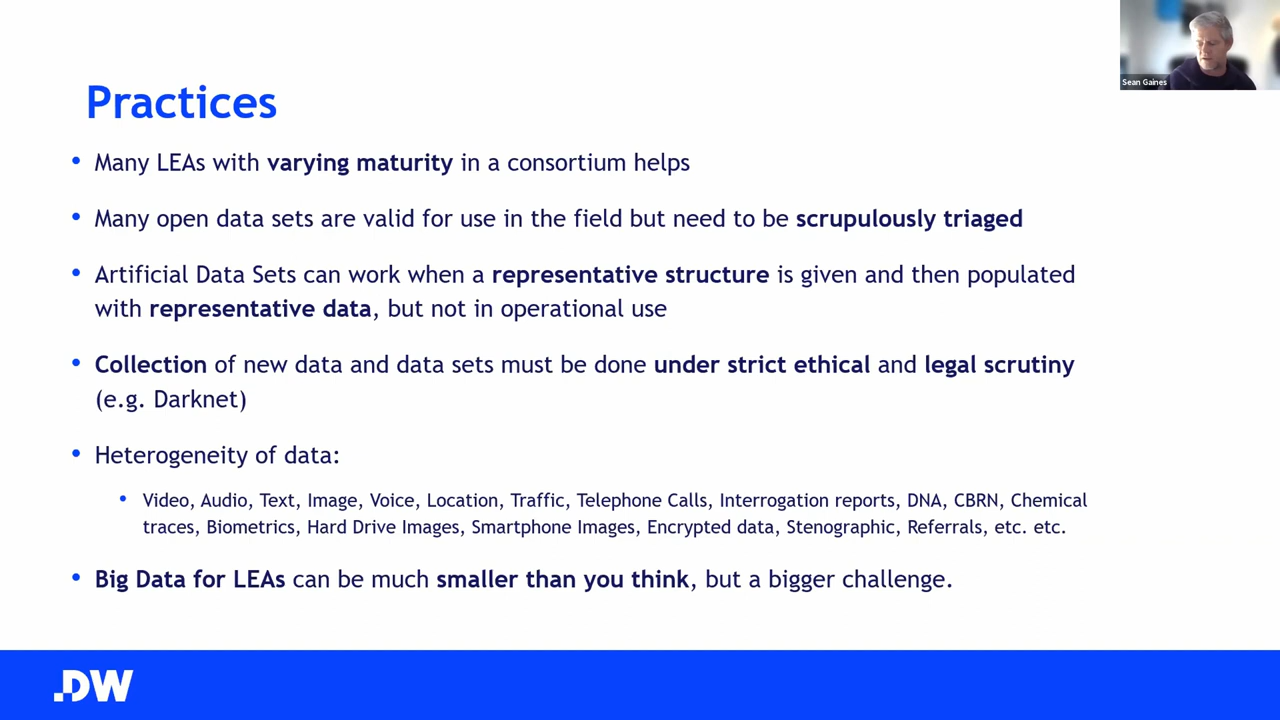 Sean Gaines
Practices
• Many LEAs with varying maturity in a consortium helps
• Many open data sets are valid for use in the field but need to be scrupulously triaged
• Artificial Data Sets can work when a representative structure is given and then populated
with representative data, but not in operational use
• Collection of new data and data sets must be done under strict ethical and legal scrutiny
(e.g. Darknet)
• Heterogeneity of data:
• Video, Audio, Text, Image, Voice, Location, Traffic, Telephone Calls, Interrogation reports, DNA, CBRN, Chemical
traces, Biometrics, Hard Drive Images, Smartphone Images, Encrypted data, Stenographic, Referrals, etc. etc.
• Big Data for LEAs can be much smaller than you think, but a bigger challenge.
DW